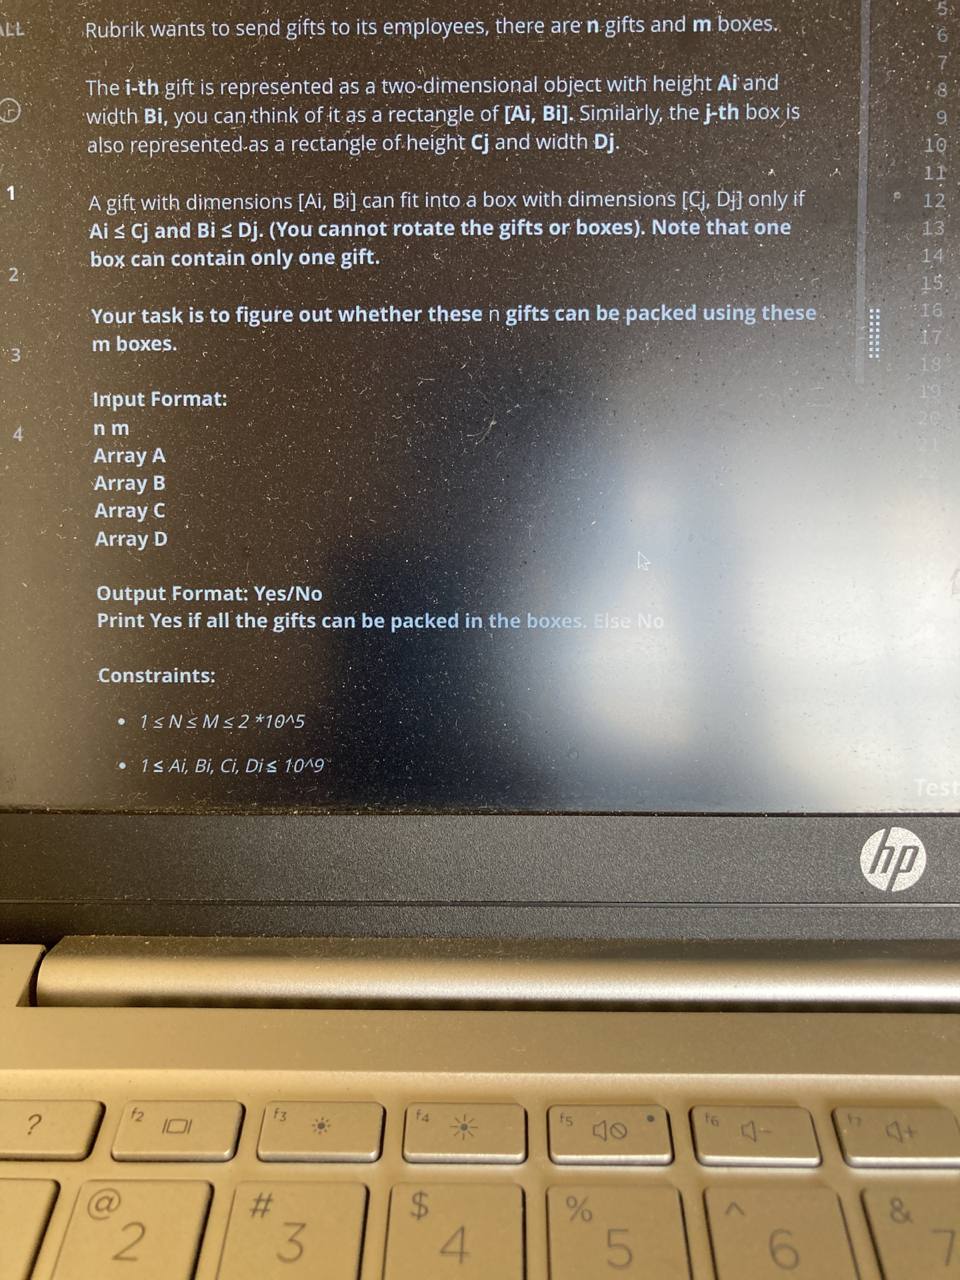 ALL
Rubrik wants to send gifts to its employees, there are n gifts and m boxes.
The i-th gift is represented as a two-dimensional object with height Ai and
width Bi, you can think of it as a rectangle of [Ai, Bi]. Similarly, the j-th box is
also represented as a rectangle of height Cj and width Dj.
1
A gift with dimensions [Ai, Bi] can fit into a box with dimensions [Cj, Dj] only if
Ai ≤ Cj and Bi ≤ Dj. (You cannot rotate the gifts or boxes). Note that one
box can contain only one gift.
2
Your task is to figure out whether these n gifts can be packed using these
m boxes.
3
Input Format:
n m
4
Array A
Array B
Array C
Array D
Output Format: Yes/No
Print Yes if all the gifts can be packed in the boxes. Else No
Constraints:
• 1 ≤ N ≤ M ≤ 2 *10^5
• 1 ≤ Ai, Bi, Ci, Di ≤ 10^9
5
6
7
8
9
10
11
12
13
14
15
16
17
18
19
20
21
Test
hp
?
f2
f3
f4
f5
f6
f7
@ 2
# 3
$ 4
% 5
^ 6
& 7